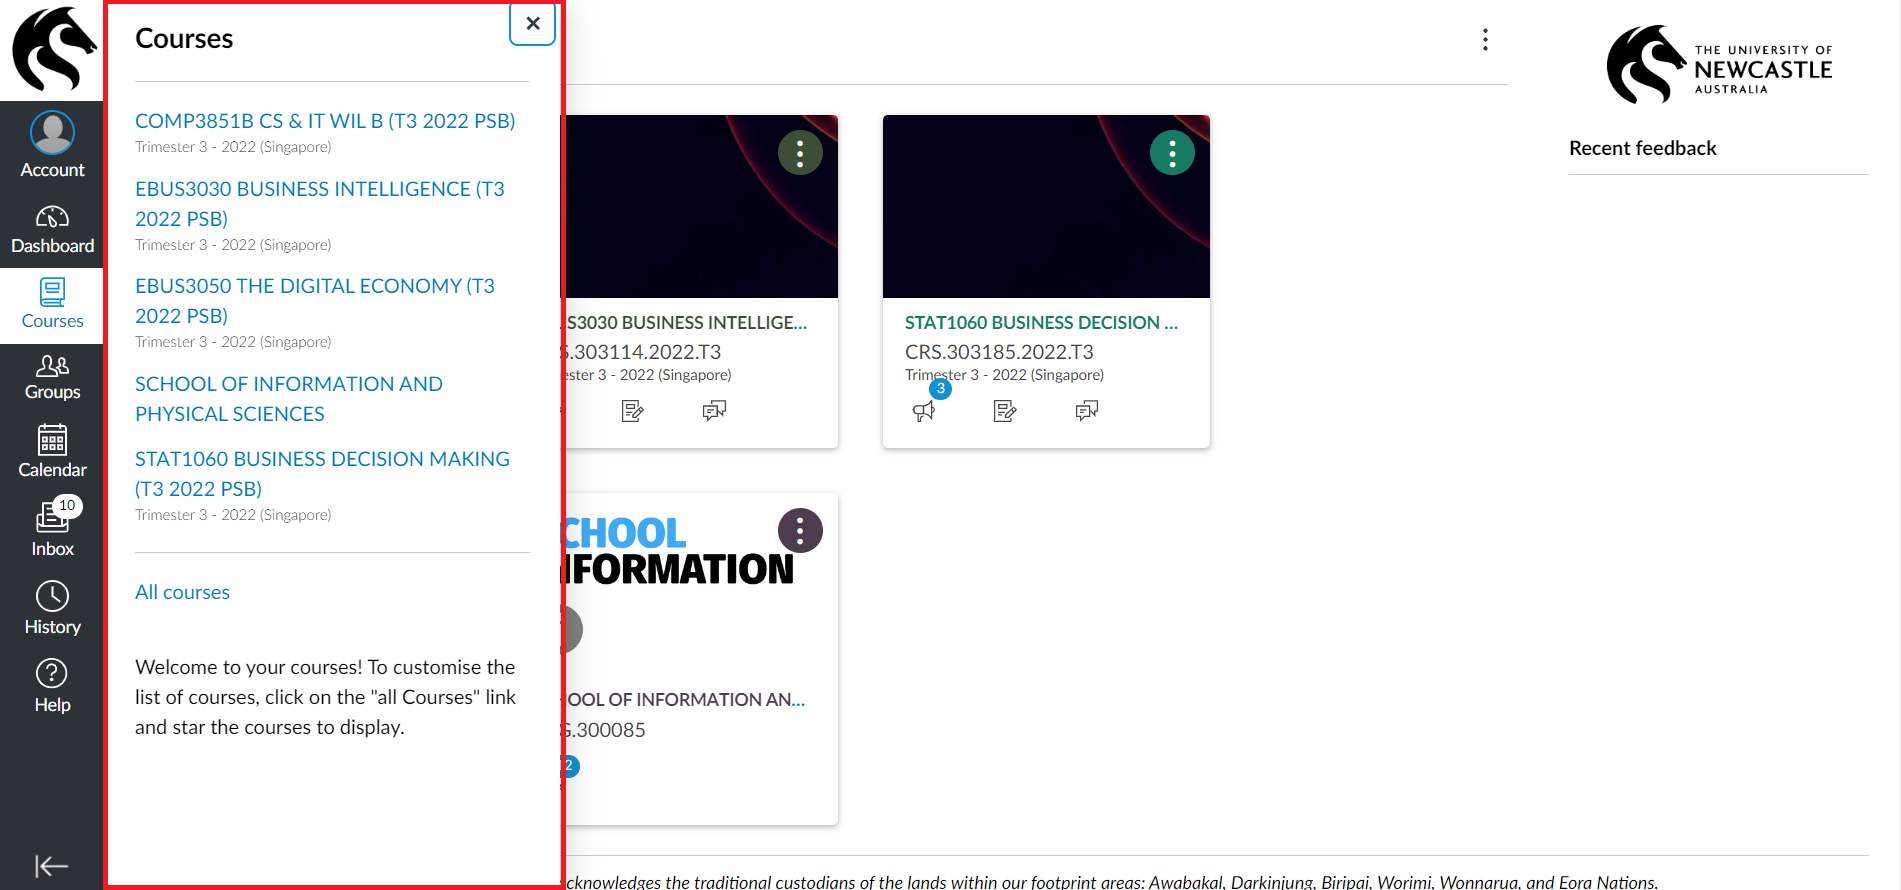 Account
Dashboard
Courses
Groups
Calendar
10
Inbox
History
Help
Courses
COMP3851B CS & IT WIL B (T3 2022 PSB)
Trimester 3 - 2022 (Singapore)
EBUS3030 BUSINESS INTELLIGENCE (T3
2022 PSB)
Trimester 3 - 2022 (Singapore)
EBUS3050 THE DIGITAL ECONOMY (T3
2022 PSB)
Trimester 3 - 2022 (Singapore)
SCHOOL OF INFORMATION AND
PHYSICAL SCIENCES
STAT1060 BUSINESS DECISION MAKING
(T3 2022 PSB)
Trimester 3 - 2022 (Singapore)
All courses
Welcome to your courses! To customise the
list of courses, click on the "all Courses" link
and star the courses to display.
S3030 BUSINESS INTELLIGE...
S.303114.2022.T3
ester 3 - 2022 (Singapore)
STAT1060 BUSINESS DECISION ...
CRS.303185.2022.T3
Trimester 3 - 2022 (Singapore)
3
CHOOL
NFORMATION
OOL OF INFORMATION AN...
G.300085
2
cknowledges the traditional custodians of the lands within our footprint areas: Awabakal, Darkinjung, Biripai, Worimi, Wonnarua, and Eora Nations.
THE UNIVERSITY OF
NEWCASTLE
AUSTRALIA
Recent feedback